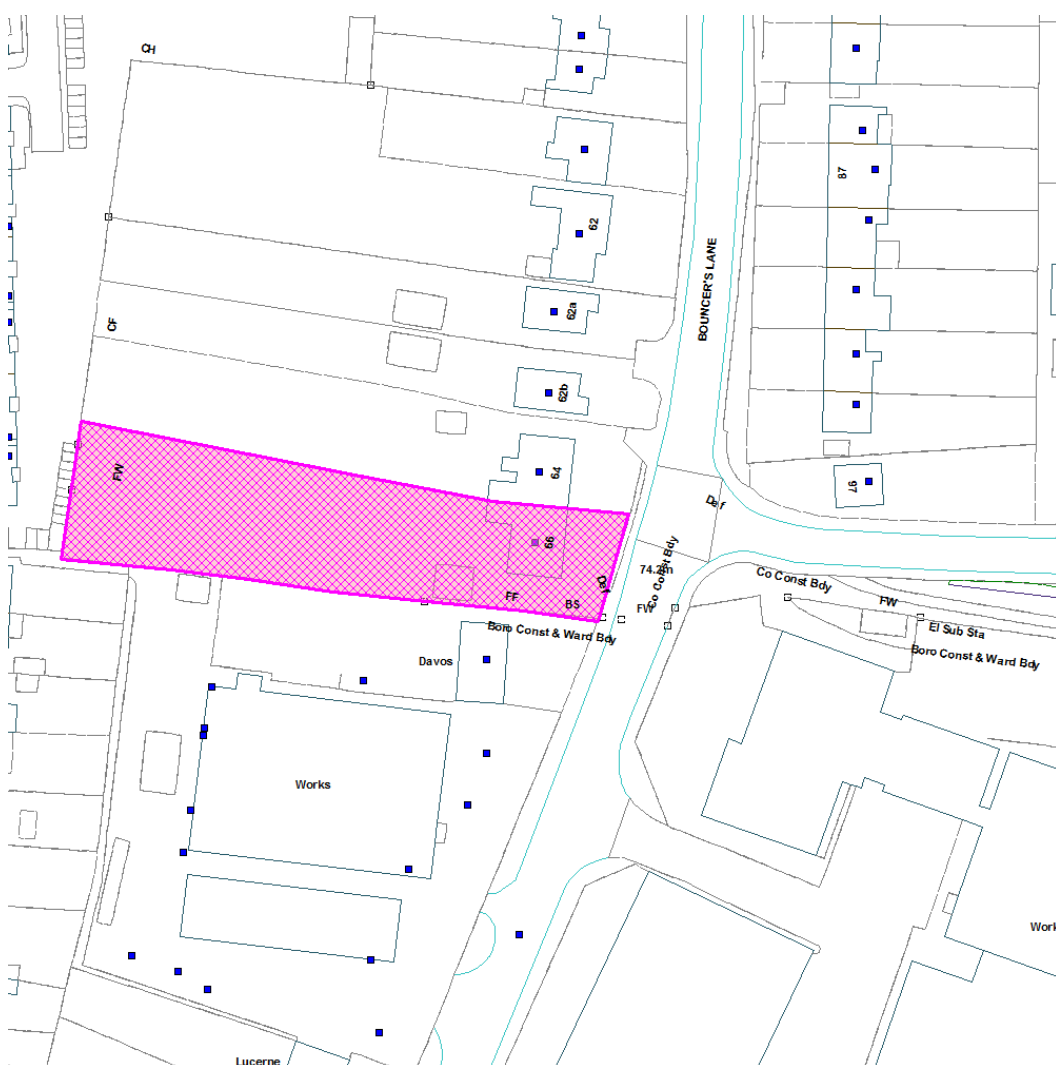 CH
62
87
62a
BOUNCER'S LANE
CF
62b
64
FW
97
Def
66
Co Const Bdy
74.2m
Def
Co Const Bdy
FF
BS
FW
FW
El Sub Sta
Boro Const & Ward Bdy
Boro Const & Ward Bdy
Davos
Works
Lucerne